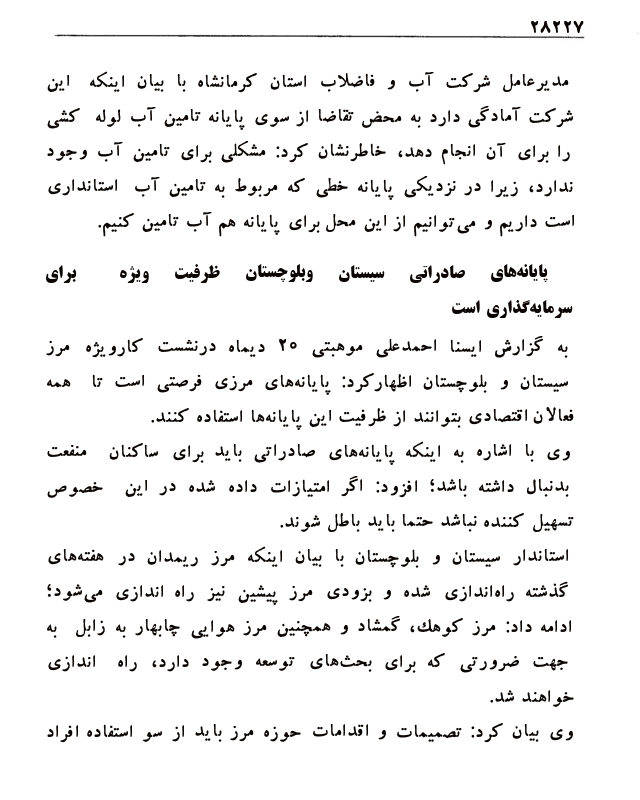 ۲۸۲۲۷
مدیرعامل شرکت آب و فاضلاب استان کرمانشاه با بیان اینکه این
شرکت آمادگی دارد به محض تقاضا از سوی پایانه تامین آب لوله کشی
را برای آن انجام دهد، خاطرنشان کرد: مشکلی برای تامین آب وجود
ندارد، زیرا در نزدیکی پایانه خطی که مربوط به تامین آب استانداری
است داریم و می‌توانیم از این محل برای پایانه هم آب تامین کنیم.
پایانه‌های صادراتی سیستان وبلوچستان ظرفیت ویژه برای
سرمایه‌گذاری است
به گزارش ایسنا احمدعلی موهبتی ۲۰ دیماه درنشست کارویژه مرز
سیستان و بلوچستان اظهارکرد: پایانه‌های مرزی فرصتی است تا همه
فعالان اقتصادی بتوانند از ظرفیت این پایانه‌ها استفاده کنند.
وی با اشاره به اینکه پایانه‌های صادراتی باید برای ساکنان منفعت
بدنبال داشته باشد؛ افزود: اگر امتیازات داده شده در این خصوص
تسهیل کننده نباشد حتما باید باطل شوند.
استاندار سیستان و بلوچستان با بیان اینکه مرز ریمدان در هفته‌های
گذشته راه‌اندازی شده و بزودی مرز پیشین نیز راه اندازی می‌شود؛
ادامه داد: مرز کوهك، گمشاد و همچنین مرز هوایی چابهار به زابل به
جهت ضرورتی که برای بحث‌های توسعه وجود دارد، راه اندازی
خواهند شد.
وی بیان کرد: تصمیمات و اقدامات حوزه مرز باید از سو استفاده افراد